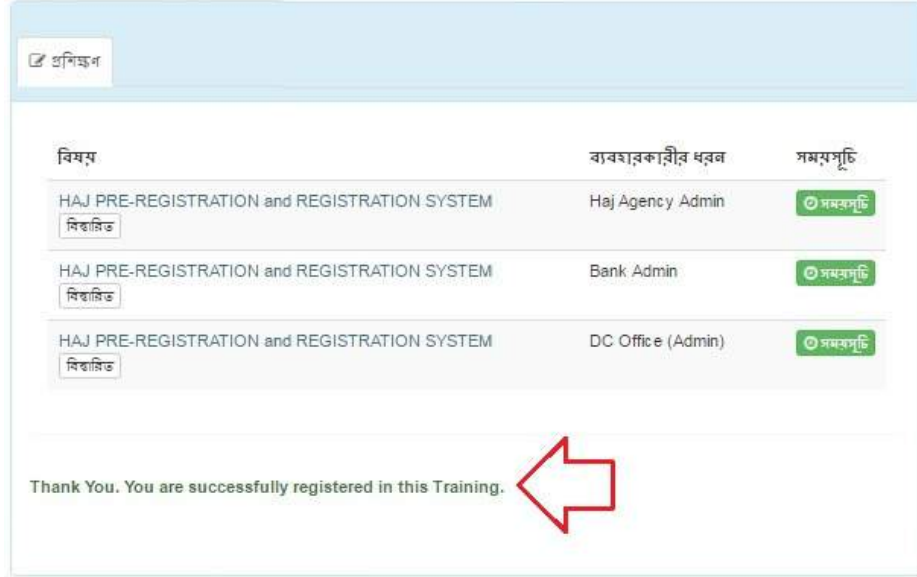 প্রশিক্ষণ
বিষয় ব্যবহারকারীর ধরন সময়সূচি
HAJ PRE-REGISTRATION and REGISTRATION SYSTEM Haj Agency Admin সময়সূচি
বিস্তারিত
HAJ PRE-REGISTRATION and REGISTRATION SYSTEM Bank Admin সময়সূচি
বিস্তারিত
HAJ PRE-REGISTRATION and REGISTRATION SYSTEM DC Office (Admin) সময়সূচি
বিস্তারিত
Thank You. You are successfully registered in this Training.